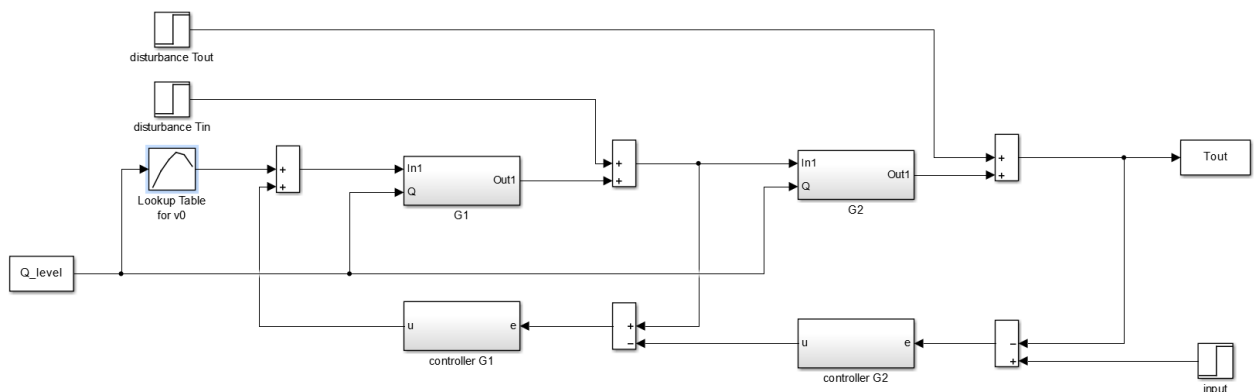 disturbance Tout
disturbance Tin
Lookup Table
for v0
+
+
In1
Q
Out1
G1
+
+
In1
Q
Out1
G2
+
+
Tout
Q_level
u
e
controller G1
+
−
u
e
controller G2
−
+
input